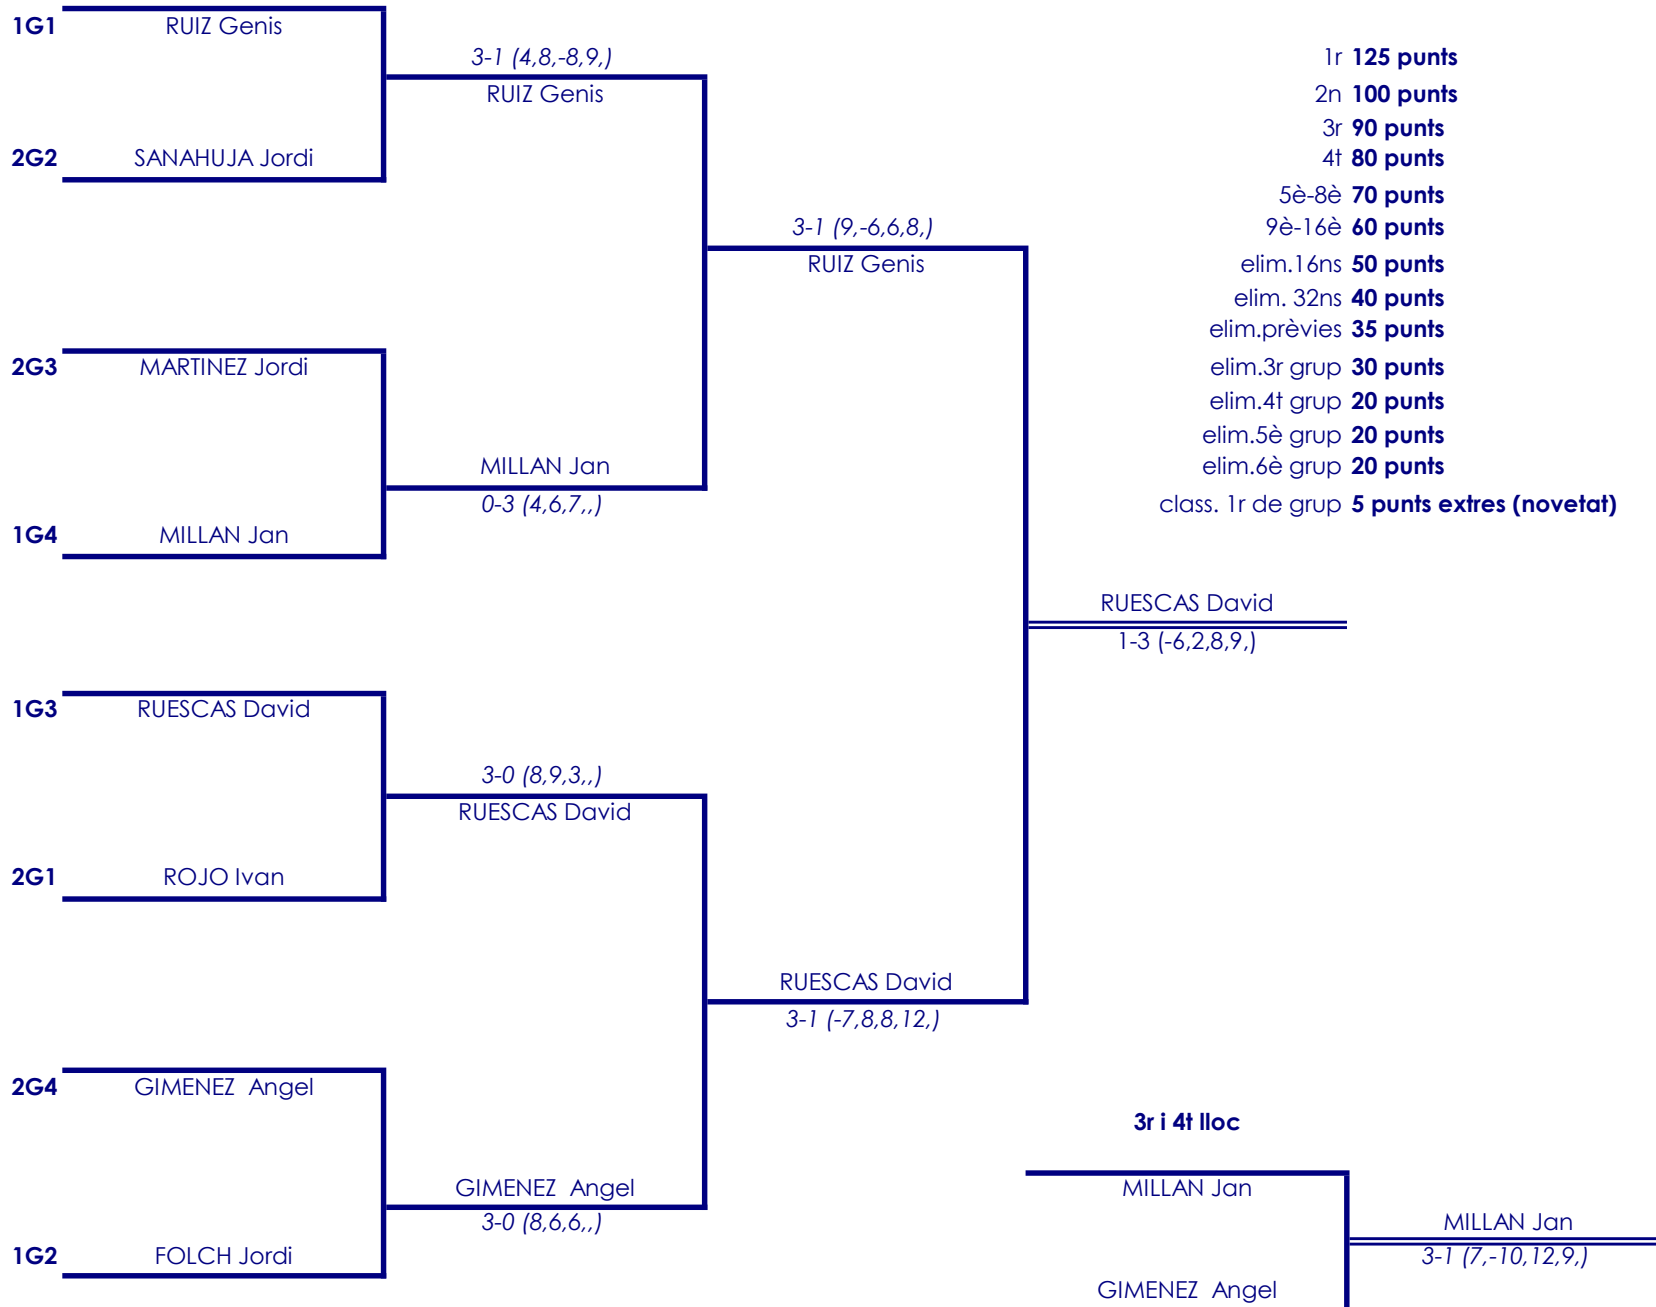 1G1 RUIZ Genis
3-1 (4,8,-8,9,)
RUIZ Genis
2G2 SANAHUJA Jordi
3-1 (9,-6,6,8,)
RUIZ Genis
2G3 MARTINEZ Jordi
MILLAN Jan
0-3 (4,6,7,,)
1G4 MILLAN Jan
1r 125 punts
2n 100 punts
3r 90 punts
4t 80 punts
5è-8è 70 punts
9è-16è 60 punts
elim.16ns 50 punts
elim. 32ns 40 punts
elim.prèvies 35 punts
elim.3r grup 30 punts
elim.4t grup 20 punts
elim.5è grup 20 punts
elim.6è grup 20 punts
class. 1r de grup 5 punts extres (novetat)
RUESCAS David
1-3 (-6,2,8,9,)
1G3 RUESCAS David
3-0 (8,9,3,,)
RUESCAS David
2G1 ROJO Ivan
RUESCAS David
3-1 (-7,8,8,12,)
2G4 GIMENEZ  Angel
GIMENEZ  Angel
3-0 (8,6,6,,)
1G2 FOLCH Jordi
3r i 4t lloc
MILLAN Jan
MILLAN Jan
3-1 (7,-10,12,9,)
GIMENEZ  Angel